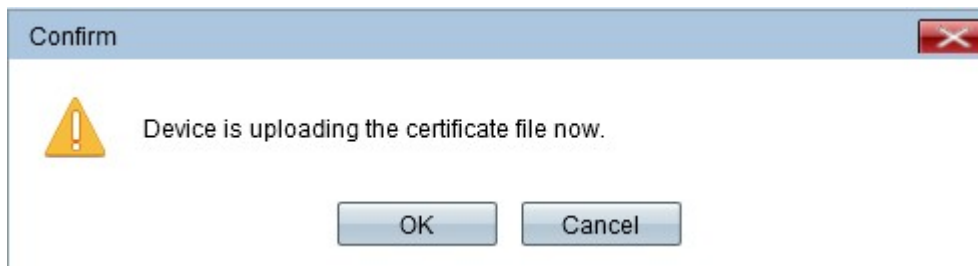 Confirm
Device is uploading the certificate file now.
OK
Cancel